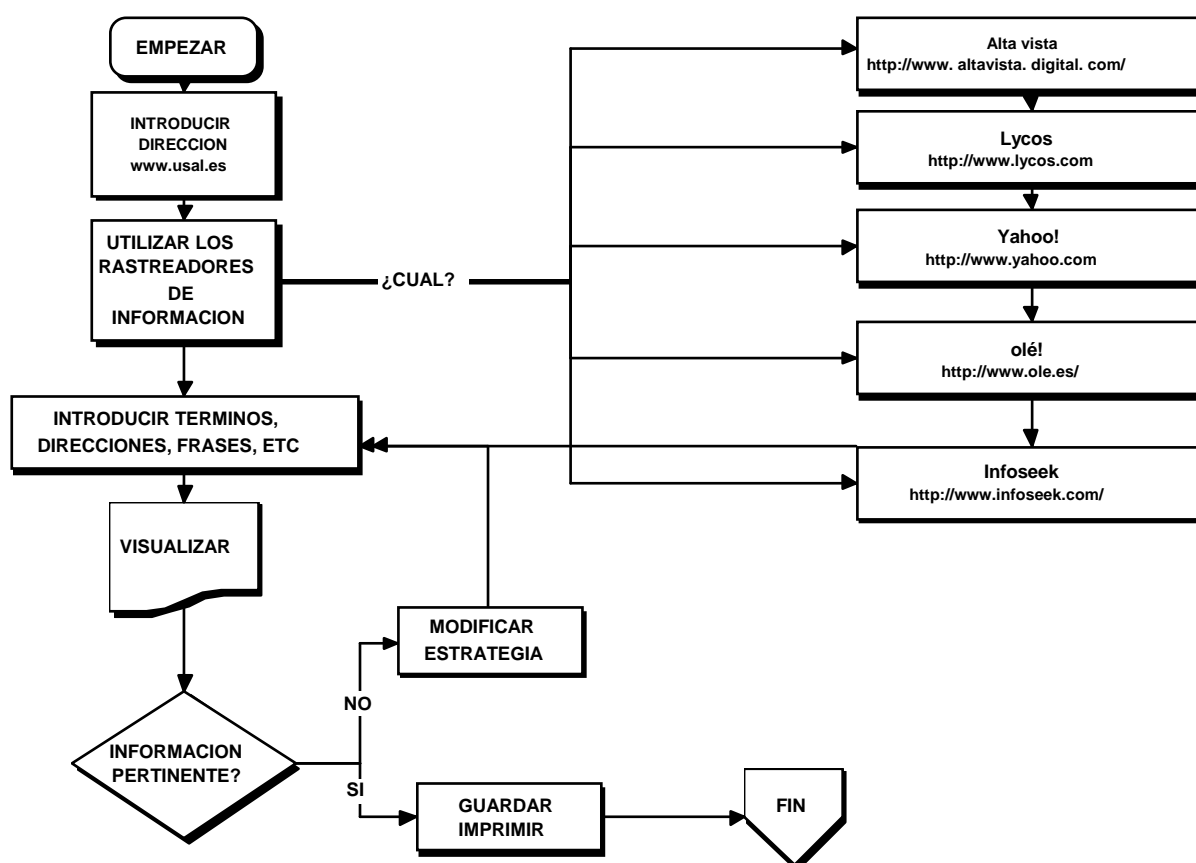 EMPEZAR
INTRODUCIR
DIRECCION
www.usal.es
UTILIZAR LOS
RASTREADORES
DE
INFORMACION
¿CUAL?
Alta vista
http://www. altavista. digital. com/
Lycos
http://www.lycos.com
Yahoo!
http://www.yahoo.com
olé!
http://www.ole.es/
Infoseek
http://www.infoseek.com/
INTRODUCIR TERMINOS,
DIRECCIONES, FRASES, ETC
VISUALIZAR
MODIFICAR
ESTRATEGIA
NO
INFORMACION
PERTINENTE?
SI
GUARDAR
IMPRIMIR
FIN